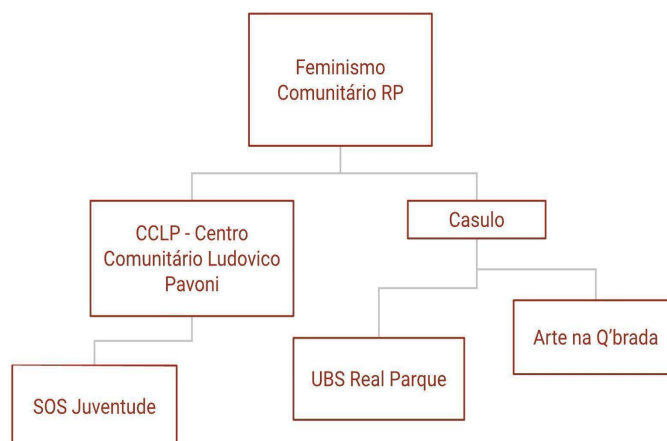 Feminismo
Comunitário RP
CCLP - Centro
Comunitário Ludovico
Pavoni
Casulo
SOS Juventude
UBS Real Parque
Arte na Q'brada